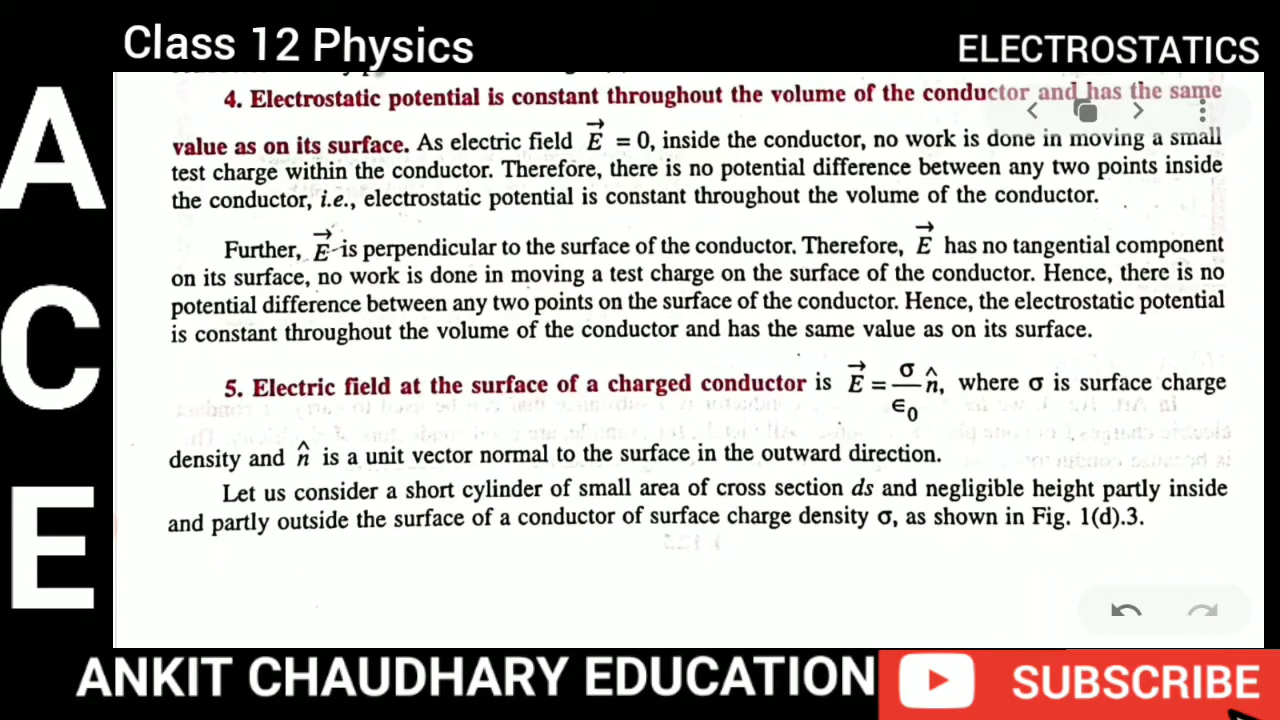 Class 12 Physics
ELECTROSTATICS
4. Electrostatic potential is constant throughout the volume of the conductor and has the same
value as on its surface. As electric field E⃗ = 0, inside the conductor, no work is done in moving a small
test charge within the conductor. Therefore, there is no potential difference between any two points inside
the conductor, i.e., electrostatic potential is constant throughout the volume of the conductor.
Further, E⃗ is perpendicular to the surface of the conductor. Therefore, E⃗ has no tangential component
on its surface, no work is done in moving a test charge on the surface of the conductor. Hence, there is no
potential difference between any two points on the surface of the conductor. Hence, the electrostatic potential
is constant throughout the volume of the conductor and has the same value as on its surface.
5. Electric field at the surface of a charged conductor is E⃗ = σ/∈₀ n̂, where σ is surface charge
density and n̂ is a unit vector normal to the surface in the outward direction.
Let us consider a short cylinder of small area of cross section ds and negligible height partly inside
and partly outside the surface of a conductor of surface charge density σ, as shown in Fig. 1(d).3.
A
C
E
ANKIT CHAUDHARY EDUCATION
SUBSCRIBE